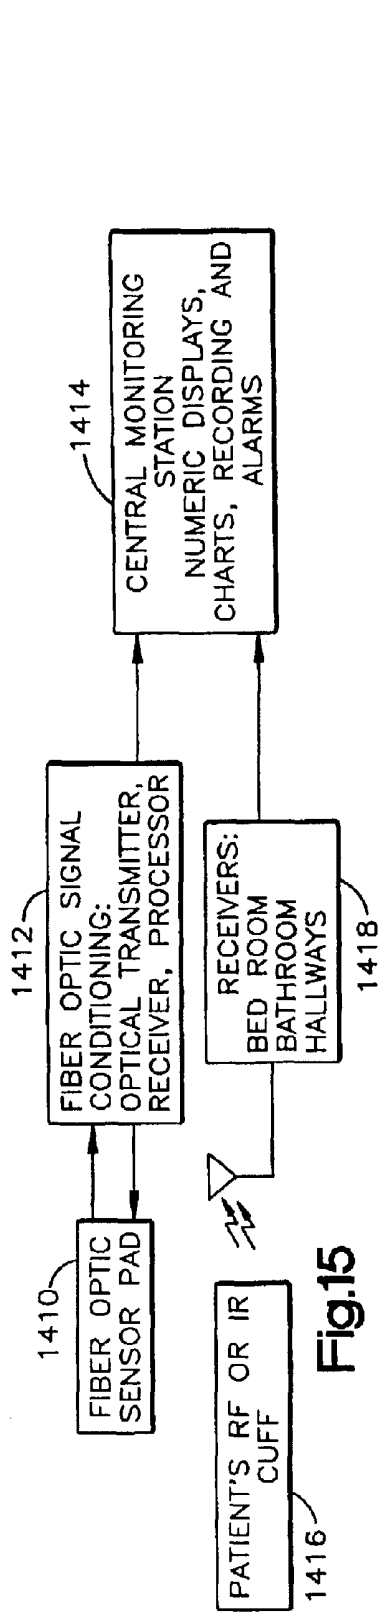 1410
FIBER OPTIC
SENSOR PAD
1412
FIBER OPTIC SIGNAL
CONDITIONING:
OPTICAL TRANSMITTER,
RECEIVER, PROCESSOR
1414
CENTRAL MONITORING
STATION
NUMERIC DISPLAYS,
CHARTS, RECORDING AND
ALARMS
PATIENT'S RF OR IR
CUFF
1416
RECEIVERS:
BED ROOM
BATHROOM
HALLWAYS
1418
Fig.15